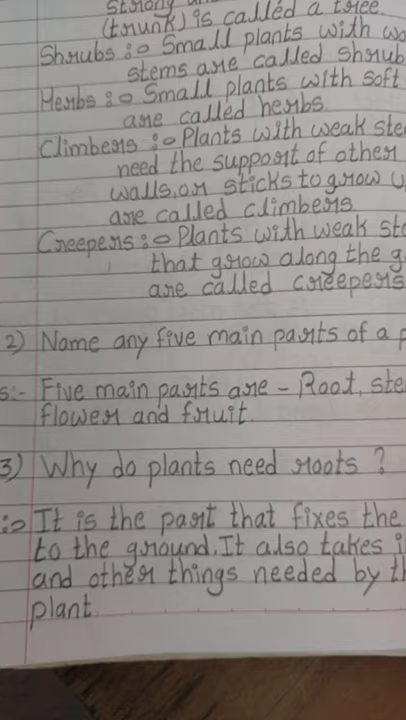 strong
(trunk) is called a tree.
Shrubs :- Small plants with
stems are called shrub
Herbs :- Small plants with soft
are called herbs.
Climbers :- Plants with weak
need the support of other
walls, or sticks to grow
are called climbers
Creepers :- Plants with weak
that grow along the
are called creepers
2) Name any five main parts of a
Five main parts are - Root,
flower and fruit.
3) Why do plants need roots ?
:- It is the part that fixes the
to the ground. It also takes
and other things needed by
plant.